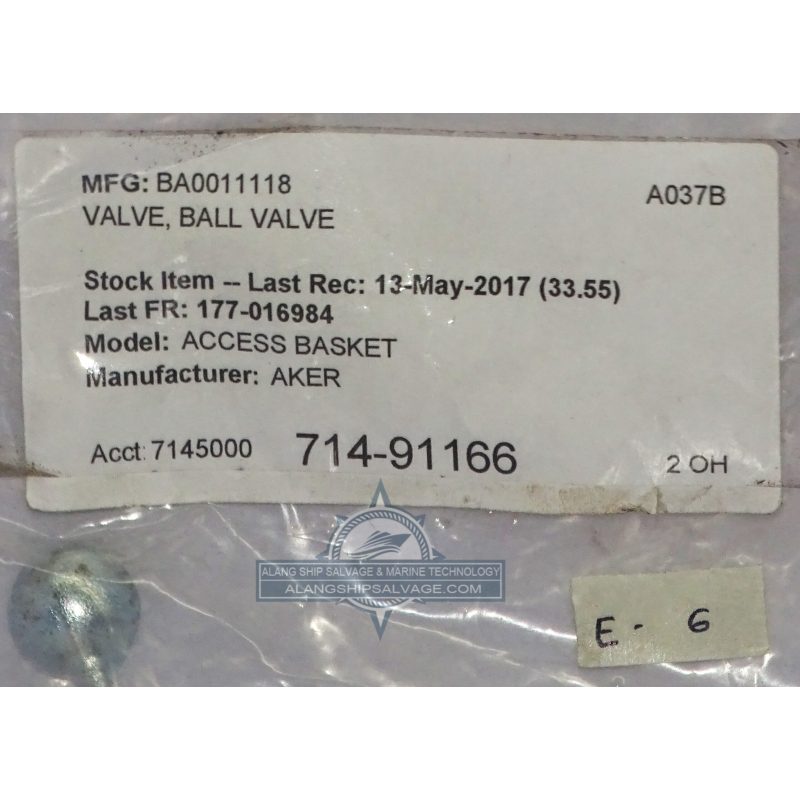 MFG: BA0011118
A037B
VALVE, BALL VALVE
Stock Item -- Last Rec: 13-May-2017 (33.55)
Last FR: 177-016984
Model: ACCESS BASKET
Manufacturer: AKER
Acct: 7145000 714-91166 2 OH
ALANG SHIP SALVAGE & MARINE TECHNOLOGY
ALANGSHIPSALVAGE.COM
E - 6